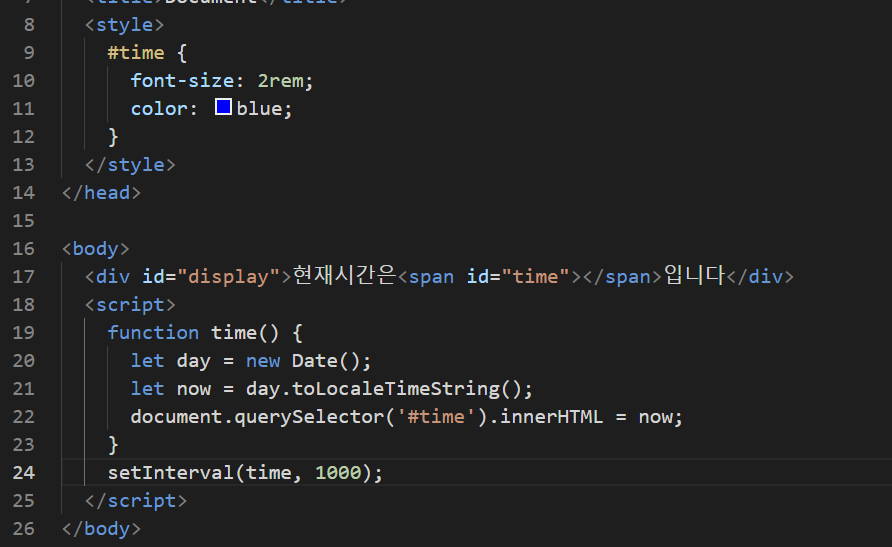 7 <title>Document</title>
8 <style>
9 #time {
10 font-size: 2rem;
11 color: blue;
12 }
13 </style>
14 </head>
15
16 <body>
17 <div id="display">현재시간은<span id="time"></span>입니다</div>
18 <script>
19 function time() {
20 let day = new Date();
21 let now = day.toLocaleTimeString();
22 document.querySelector('#time').innerHTML = now;
23 }
24 setInterval(time, 1000);
25 </script>
26 </body>